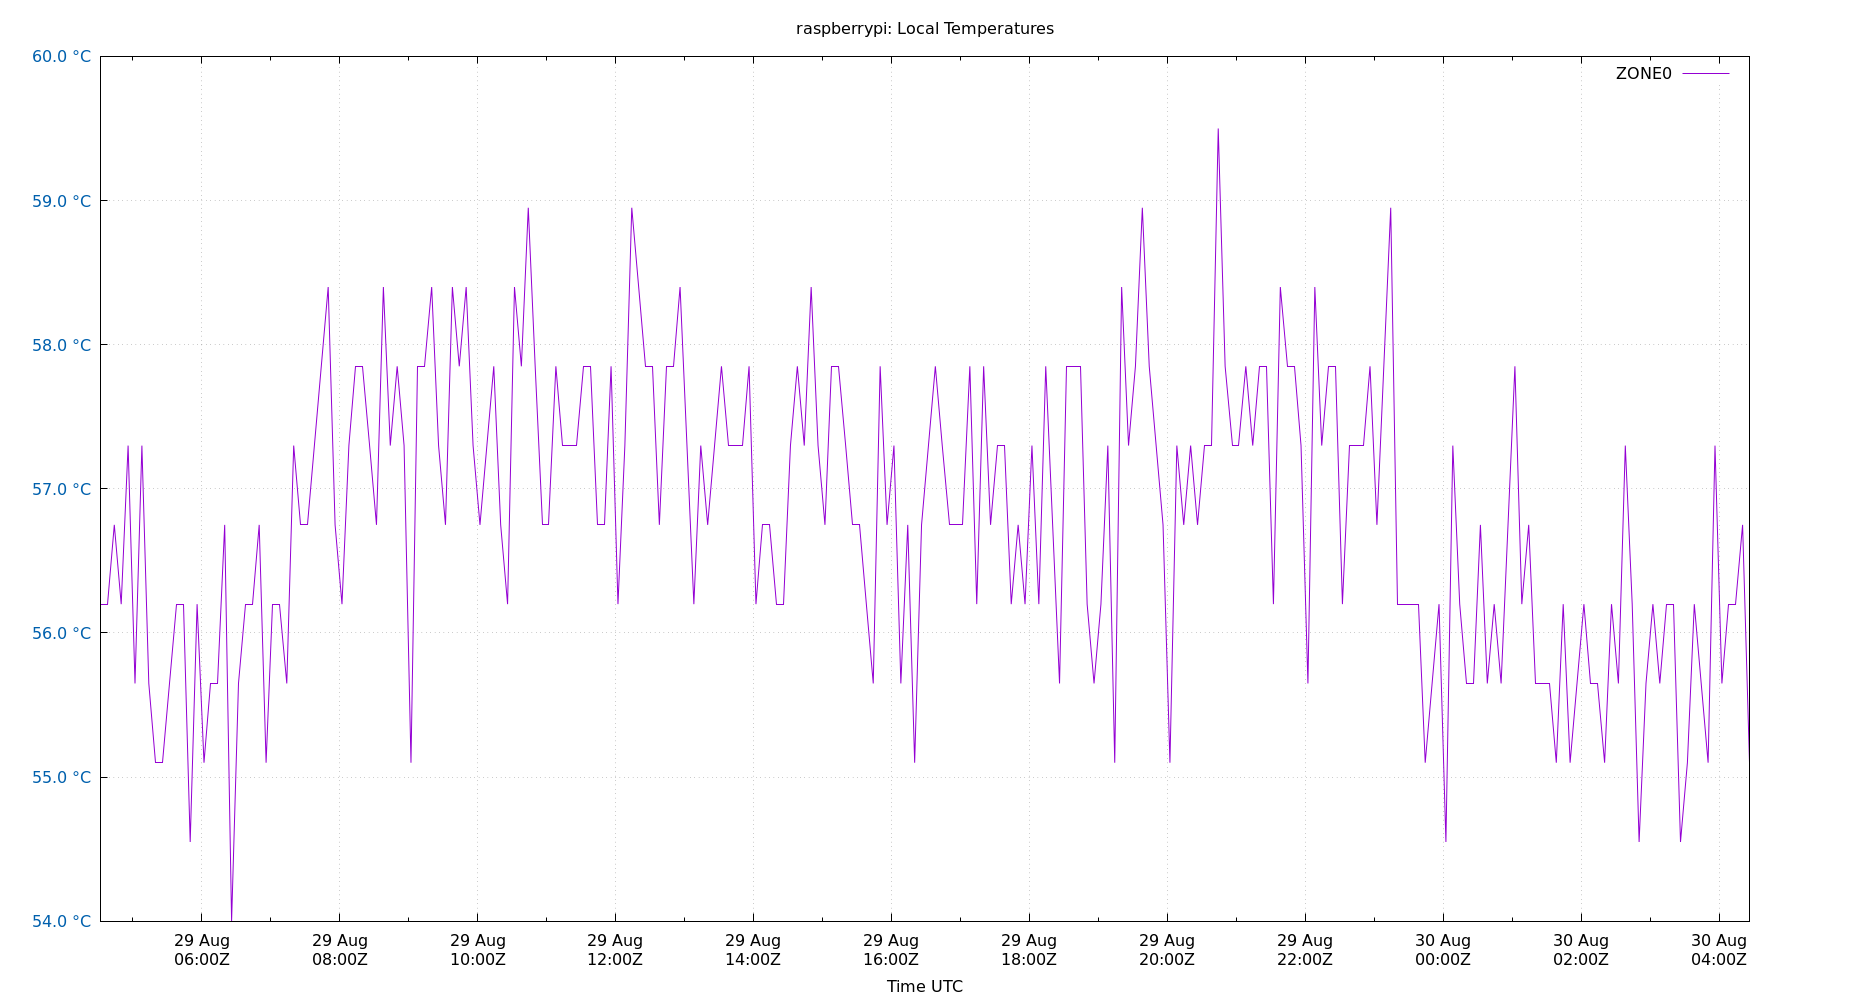 raspberrypi: Local Temperatures
60.0 °C
ZONE0
59.0 °C
58.0 °C
57.0 °C
56.0 °C
55.0 °C
54.0 °C
29 Aug 29 Aug 29 Aug 29 Aug 29 Aug 29 Aug 29 Aug 29 Aug 29 Aug 30 Aug 30 Aug 30 Aug
06:00Z 08:00Z 10:00Z 12:00Z 14:00Z 16:00Z 18:00Z 20:00Z 22:00Z 00:00Z 02:00Z 04:00Z
Time UTC